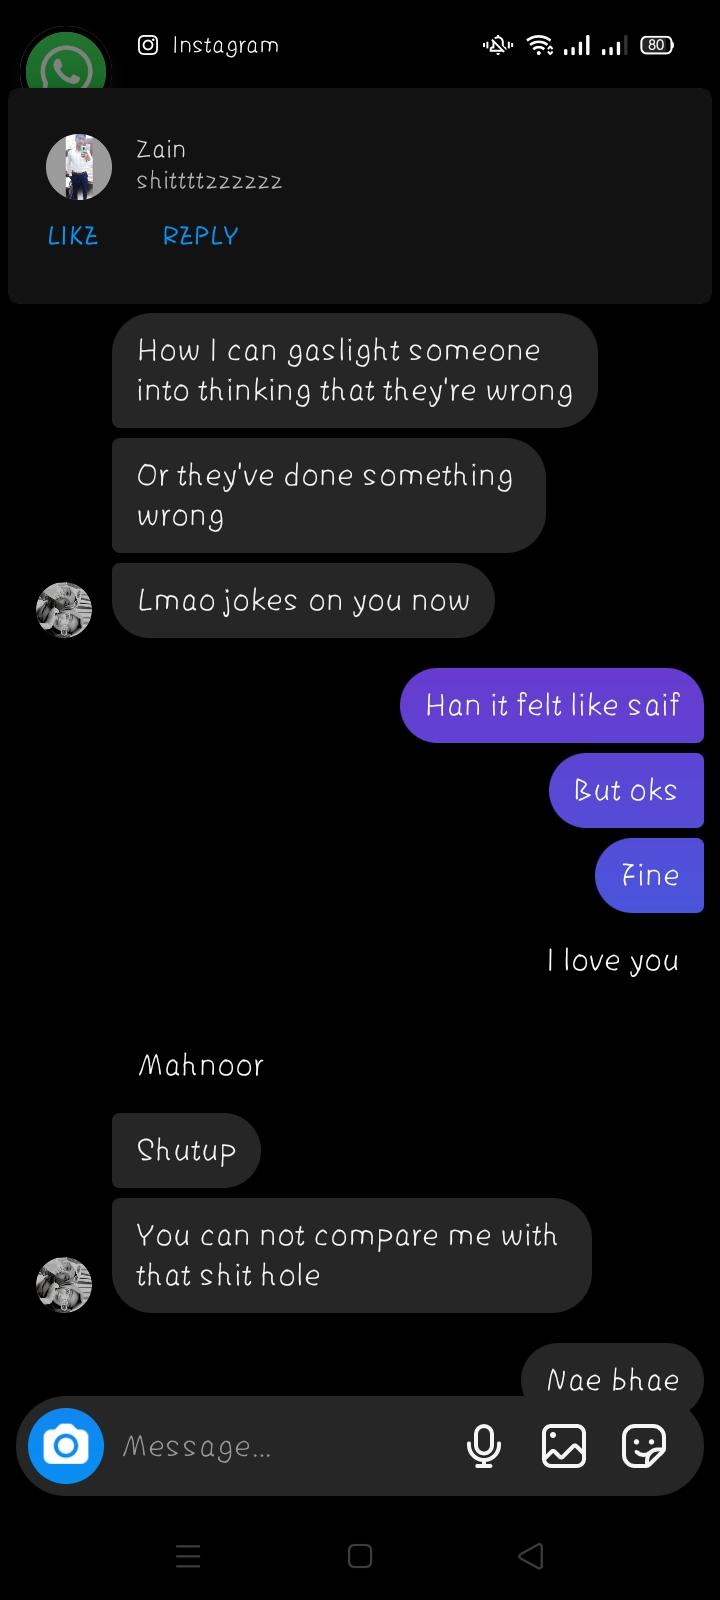 Instagram
80
Zain
shittttzzzzzz
LIKE
REPLY
How I can gaslight someone
into thinking that they're wrong
Or they've done something
wrong
Lmao jokes on you now
Han it felt like saif
But oks
Fine
I love you
Mahnoor
Shutup
You can not compare me with
that shit hole
Nae bhae
Message...